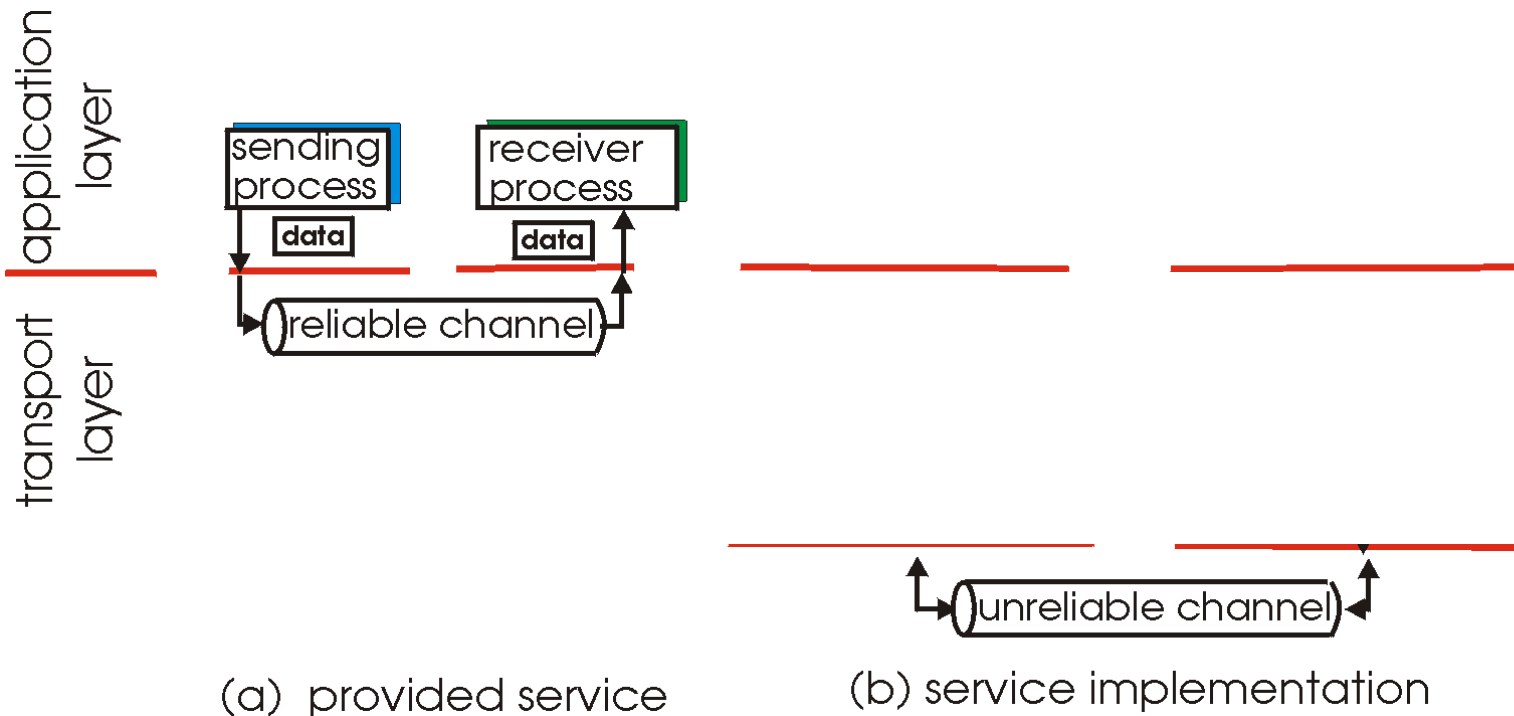 application
layer
transport
layer
sending
process
data
receiver
process
data
reliable channel
unreliable channel
(a) provided service
(b) service implementation